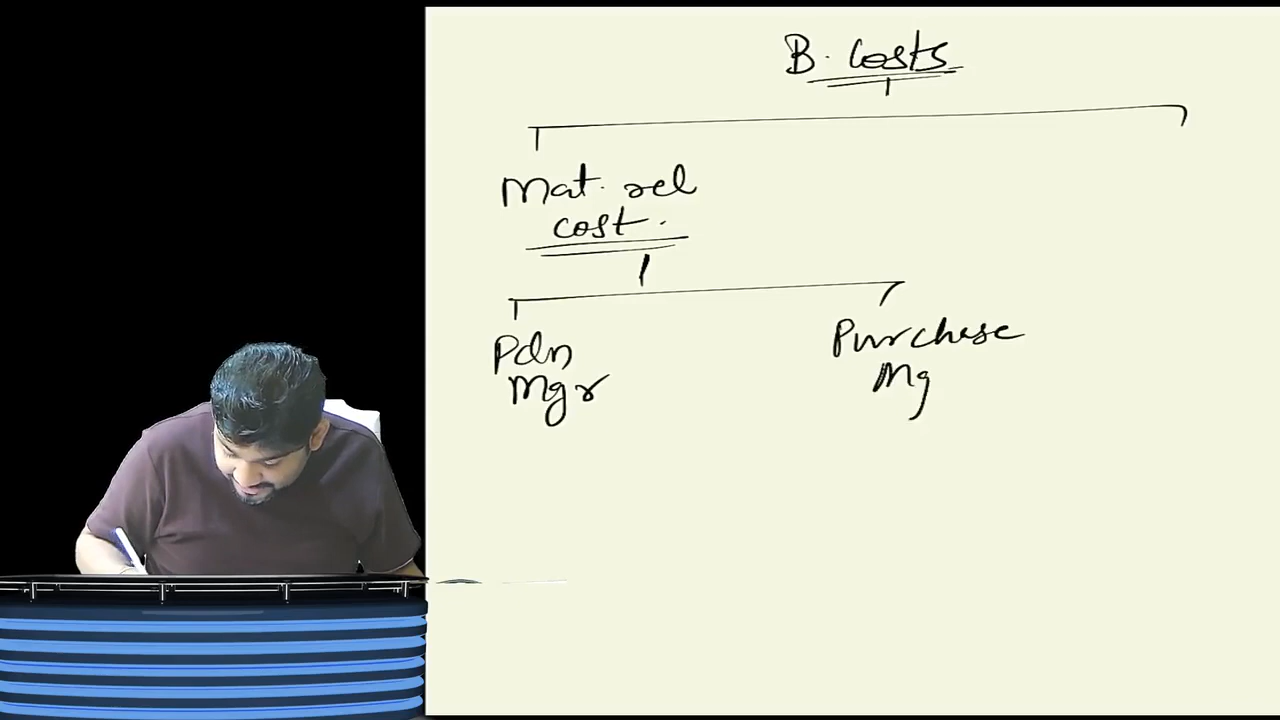 B. Costs
Mat. rel
cost.
Pdn
Mgr
Purchase
Mg